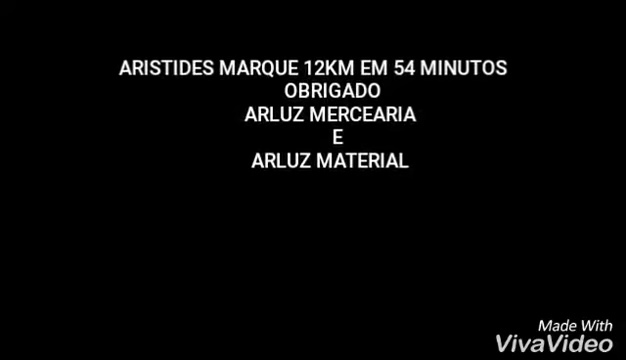 ARISTIDES MARQUE 12KM EM 54 MINUTOS
OBRIGADO
ARLUZ MERCEARIA
E
ARLUZ MATERIAL
Made With
VivaVideo